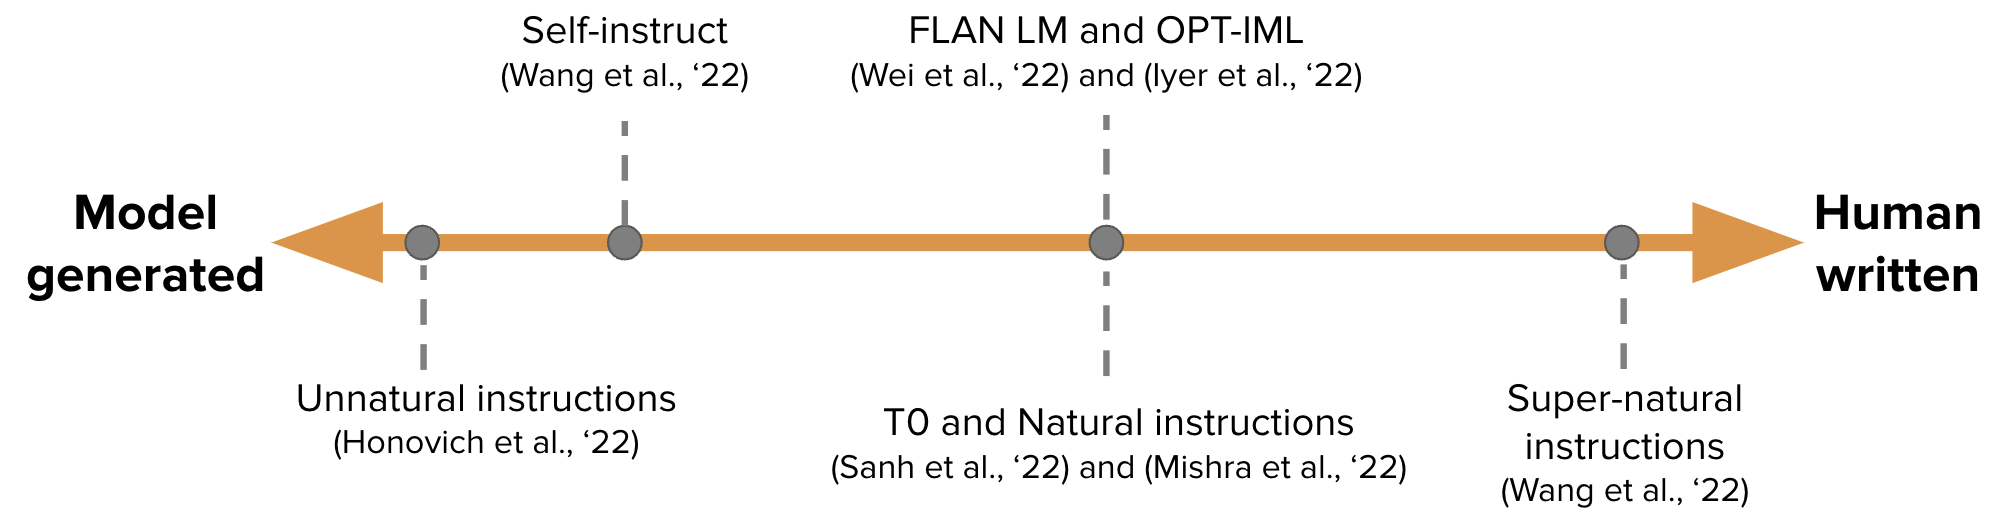 Self-instruct
(Wang et al., ‘22)
FLAN LM and OPT-IML
(Wei et al., ‘22) and (Iyer et al., ‘22)
Model
generated
Human
written
Unnatural instructions
(Honovich et al., ‘22)
T0 and Natural instructions
(Sanh et al., ‘22) and (Mishra et al., ‘22)
Super-natural
instructions
(Wang et al., ‘22)